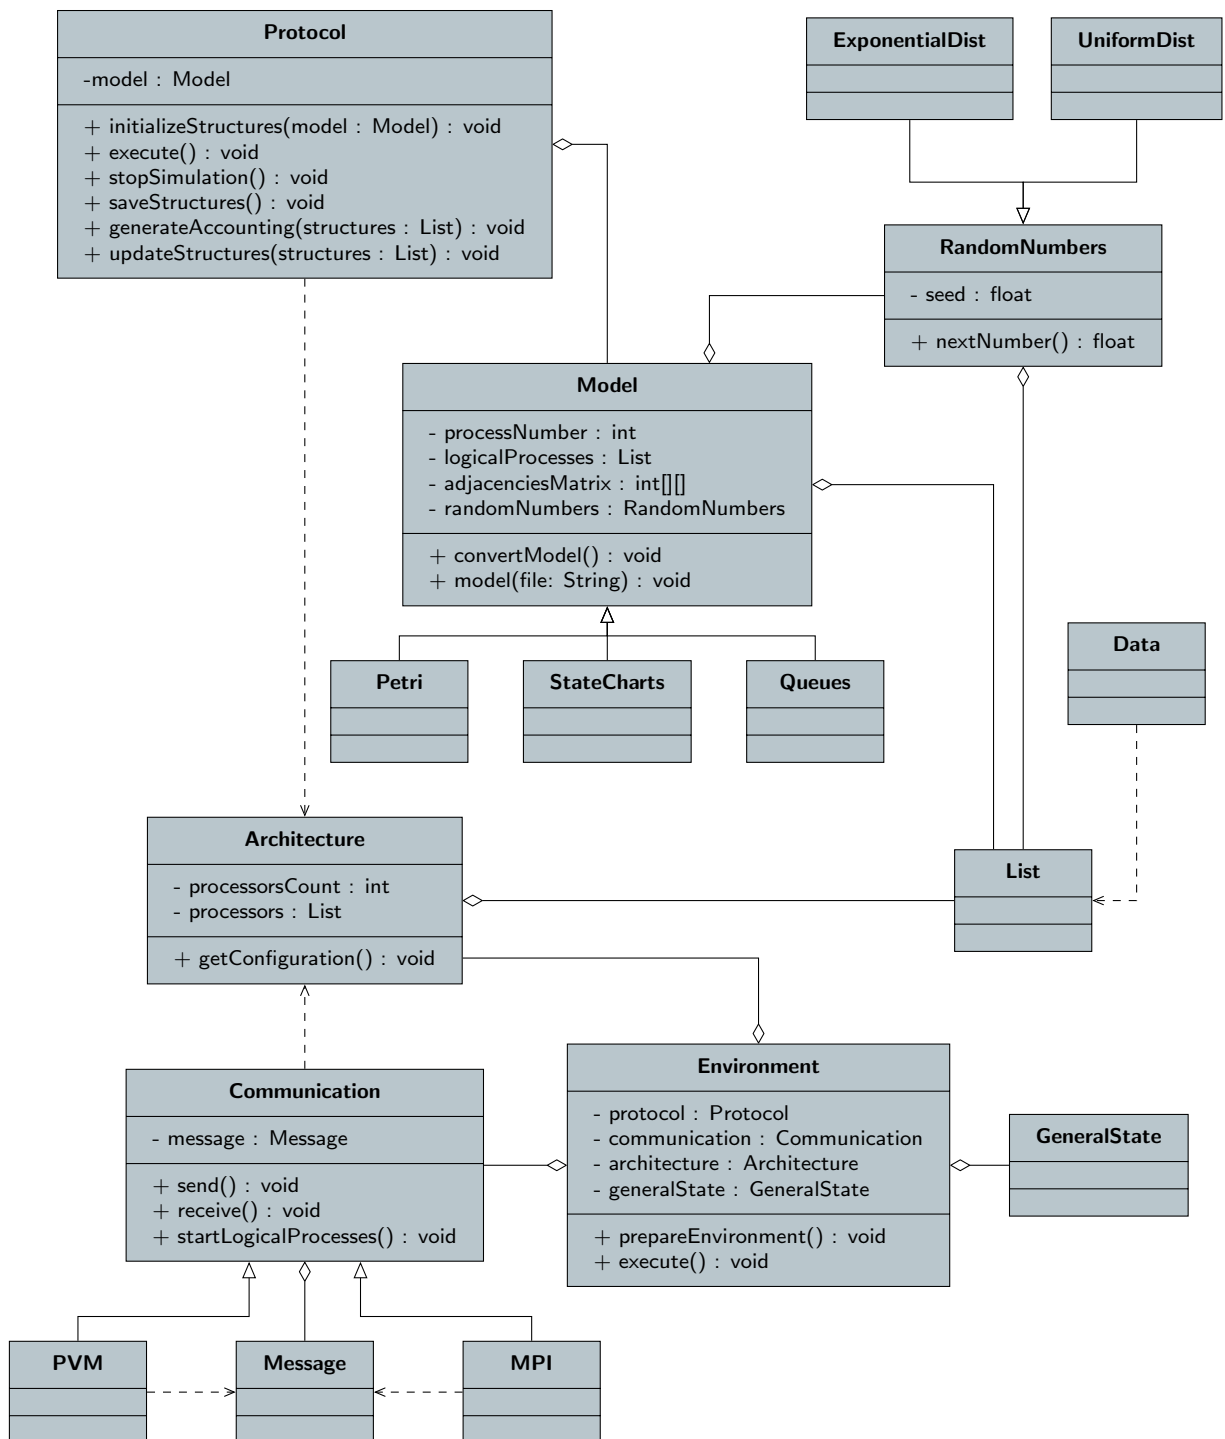 Protocol
-model : Model
+ initializeStructures(model : Model) : void
+ execute() : void
+ stopSimulation() : void
+ saveStructures() : void
+ generateAccounting(structures : List) : void
+ updateStructures(structures : List) : void
ExponentialDist
UniformDist
RandomNumbers
- seed : float
+ nextNumber() : float
Model
- processNumber : int
- logicalProcesses : List
- adjacenciesMatrix : int[][]
- randomNumbers : RandomNumbers
+ convertModel() : void
+ model(file: String) : void
Petri
StateCharts
Queues
Data
Architecture
- processorsCount : int
- processors : List
+ getConfiguration() : void
List
Communication
- message : Message
+ send() : void
+ receive() : void
+ startLogicalProcesses() : void
Environment
- protocol : Protocol
- communication : Communication
- architecture : Architecture
- generalState : GeneralState
+ prepareEnvironment() : void
+ execute() : void
GeneralState
PVM
Message
MPI